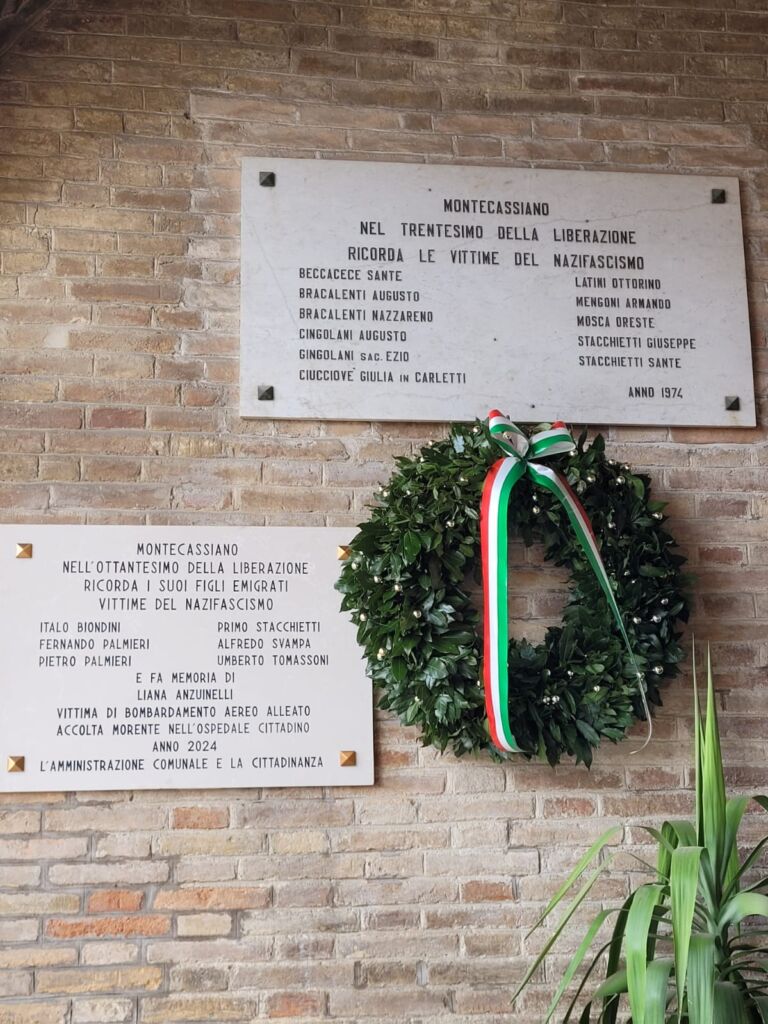 MONTECASSIANO
NEL TRENTESIMO DELLA LIBERAZIONE
RICORDA LE VITTIME DEL NAZIFASCISMO
BECCACECE SANTE
BRACALENTI AUGUSTO
BRACALENTI NAZZARENO
CINGOLANI AUGUSTO
GINGOLANI SAC. EZIO
CIUCCIOVE' GIULIA IN CARLETTI
LATINI OTTORINO
MENGONI ARMANDO
MOSCA ORESTE
STACCHIETTI GIUSEPPE
STACCHIETTI SANTE
ANNO 1974
MONTECASSIANO
NELL'OTTANTESIMO DELLA LIBERAZIONE
RICORDA I SUOI FIGLI EMIGRATI
VITTIME DEL NAZIFASCISMO
ITALO BIONDINI
FERNANDO PALMIERI
PIETRO PALMIERI
PRIMO STACCHIETTI
ALFREDO SVAMPA
UMBERTO TOMASSONI
E FA MEMORIA DI
LIANA ANZUINELLI
VITTIMA DI BOMBARDAMENTO AEREO ALLEATO
ACCOLTA MORENTE NELL'OSPEDALE CITTADINO
ANNO 2024
L'AMMINISTRAZIONE COMUNALE E LA CITTADINANZA